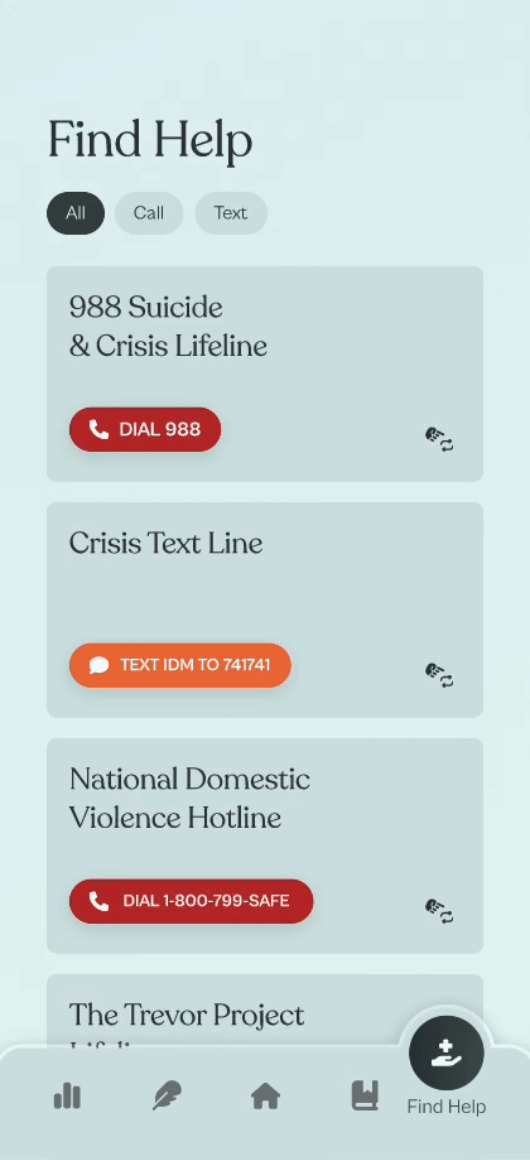 Find Help
All
Call
Text
988 Suicide
& Crisis Lifeline
DIAL 988
Crisis Text Line
TEXT IDM TO 741741
National Domestic
Violence Hotline
DIAL 1-800-799-SAFE
The Trevor Project
Find Help